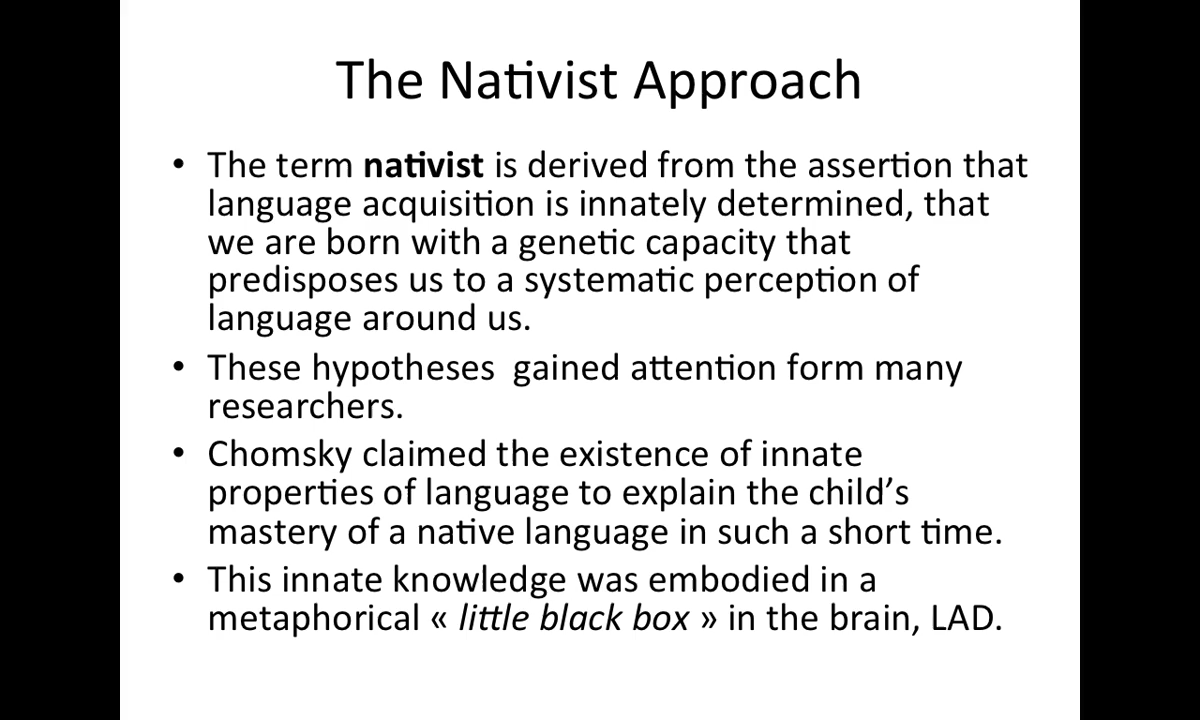 The Nativist Approach
• The term nativist is derived from the assertion that
language acquisition is innately determined, that
we are born with a genetic capacity that
predisposes us to a systematic perception of
language around us.
• These hypotheses  gained attention form many
researchers.
• Chomsky claimed the existence of innate
properties of language to explain the child’s
mastery of a native language in such a short time.
• This innate knowledge was embodied in a
metaphorical « little black box » in the brain, LAD.